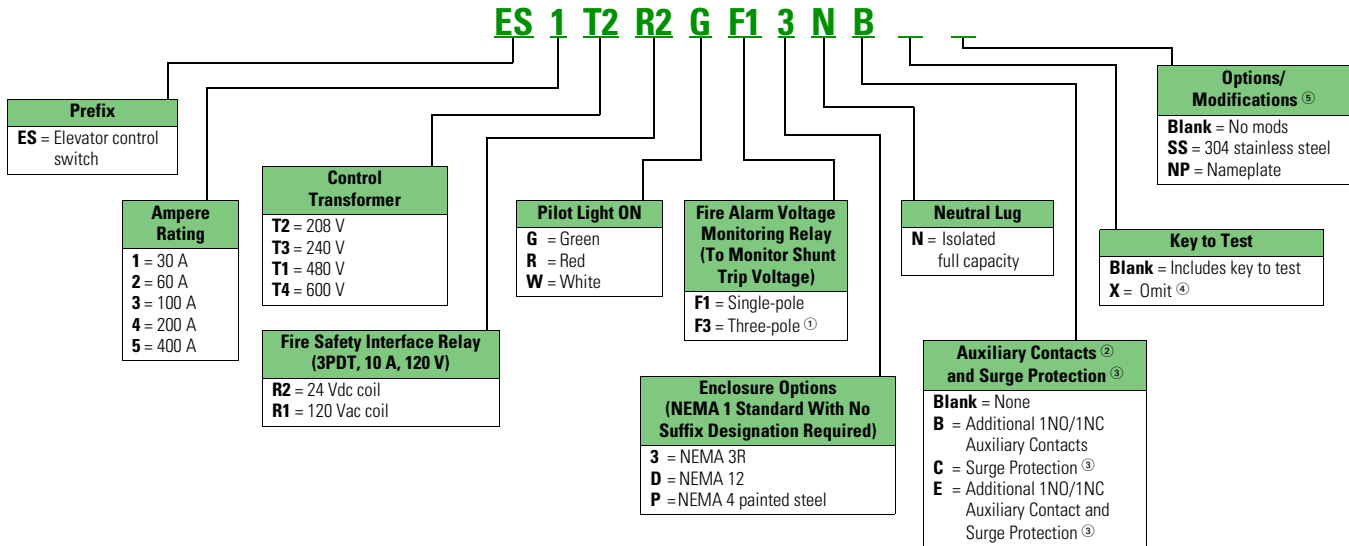 ES 1 T2 R2 G F1 3 N B
Prefix
ES = Elevator control
switch
Ampere
Rating
1 = 30 A
2 = 60 A
3 = 100 A
4 = 200 A
5 = 400 A
Control
Transformer
T2 = 208 V
T3 = 240 V
T1 = 480 V
T4 = 600 V
Fire Safety Interface Relay
(3PDT, 10 A, 120 V)
R2 = 24 Vdc coil
R1 = 120 Vac coil
Pilot Light ON
G = Green
R = Red
W = White
Fire Alarm Voltage
Monitoring Relay
(To Monitor Shunt
Trip Voltage)
F1 = Single-pole
F3 = Three-pole ①
Enclosure Options
(NEMA 1 Standard With No
Suffix Designation Required)
3 = NEMA 3R
D = NEMA 12
P = NEMA 4 painted steel
Neutral Lug
N = Isolated
full capacity
Auxiliary Contacts ②
and Surge Protection ③
Blank = None
B = Additional 1NO/1NC
Auxiliary Contacts
C = Surge Protection ③
E = Additional 1NO/1NC
Auxiliary Contact and
Surge Protection ③
Key to Test
Blank = Includes key to test
X = Omit ④
Options/
Modifications ⑤
Blank = No mods
SS = 304 stainless steel
NP = Nameplate